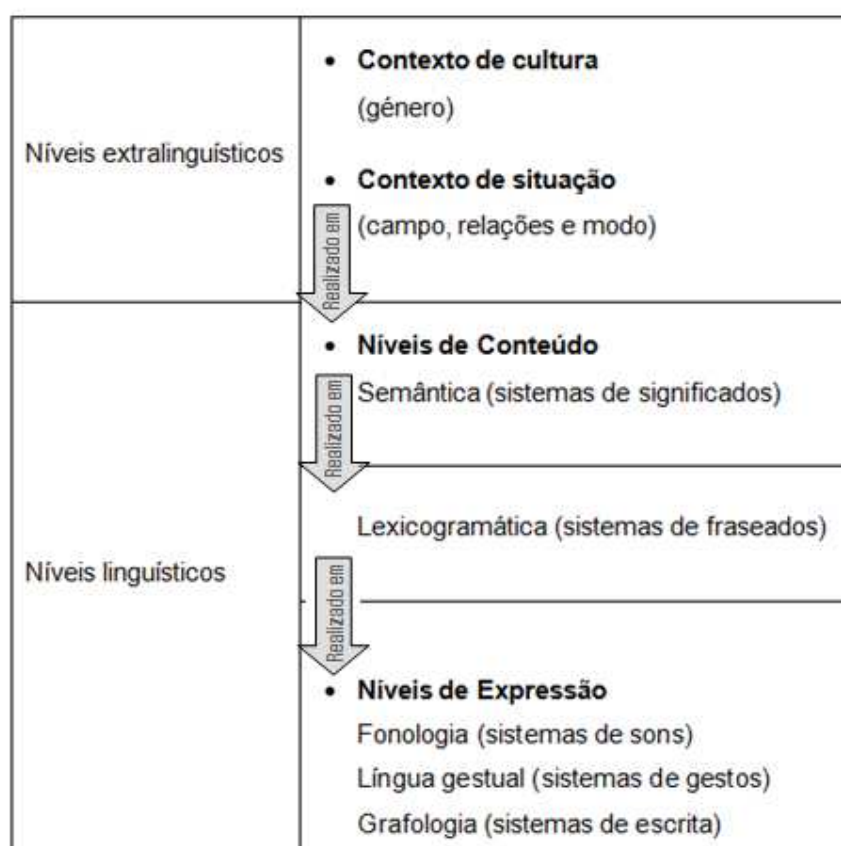 Níveis extralinguísticos
• Contexto de cultura
(género)
• Contexto de situação
(campo, relações e modo)
Realizado em
Níveis linguísticos
• Níveis de Conteúdo
Semântica (sistemas de significados)
Realizado em
Lexicogramática (sistemas de fraseados)
Realizado em
• Níveis de Expressão
Fonologia (sistemas de sons)
Língua gestual (sistemas de gestos)
Grafologia (sistemas de escrita)